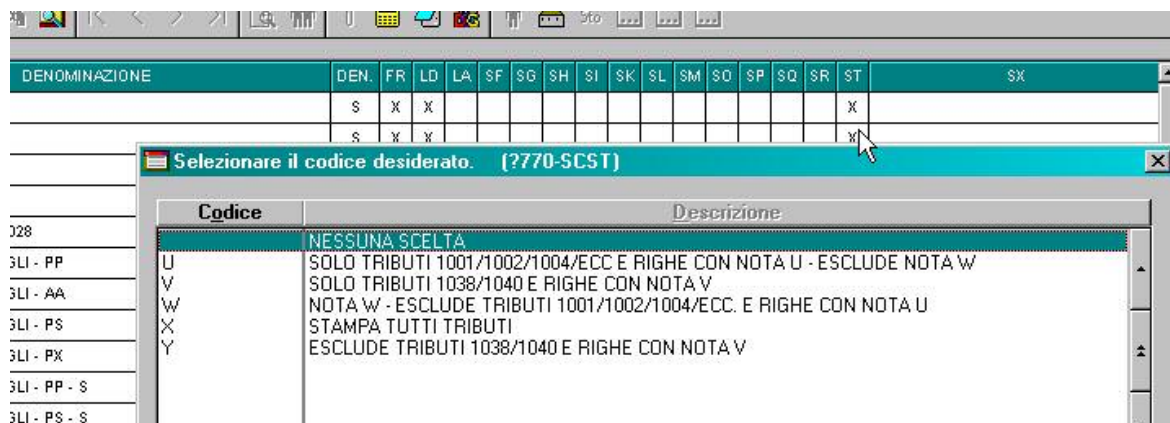 Sto
DENOMINAZIONE DEN. FR LD LA SF SG SH SI SK SL SM SO SP SQ SR ST SX
S X X X
S X X X
Selezionare il codice desiderato. (?770-SCST)
Codice Descrizione
NESSUNA SCELTA
028
U SOLO TRIBUTI 1001/1002/1004/ECC E RIGHE CON NOTA U - ESCLUDE NOTA W
GLI - PP
V SOLO TRIBUTI 1038/1040 E RIGHE CON NOTA V
GLI - AA
W NOTA W - ESCLUDE TRIBUTI 1001/1002/1004/ECC. E RIGHE CON NOTA U
GLI - PS
X STAMPA TUTTI TRIBUTI
Y ESCLUDE TRIBUTI 1038/1040 E RIGHE CON NOTA V
GLI - PX
GLI - PP - S
GLI - PS - S